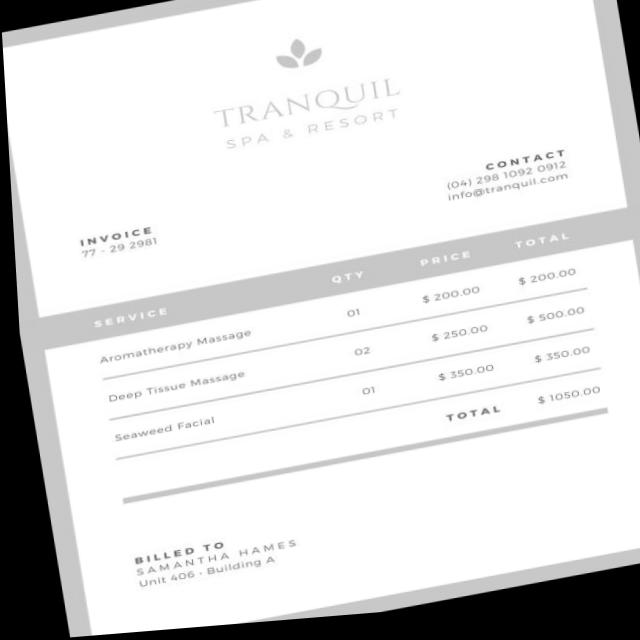 TRANQUIL
SPA & RESORT
CONTACT
(04) 298 1092 0912
info@tranquil.com
INVOICE
77 - 29 2981
SERVICE QTY PRICE TOTAL
Aromatherapy Massage 01 $ 200.00 $ 200.00
Deep Tissue Massage 02 $ 250.00 $ 500.00
Seaweed Facial 01 $ 350.00 $ 350.00
TOTAL $ 1050.00
BILLED TO
SAMANTHA HAMES
Unit 406 - Building A